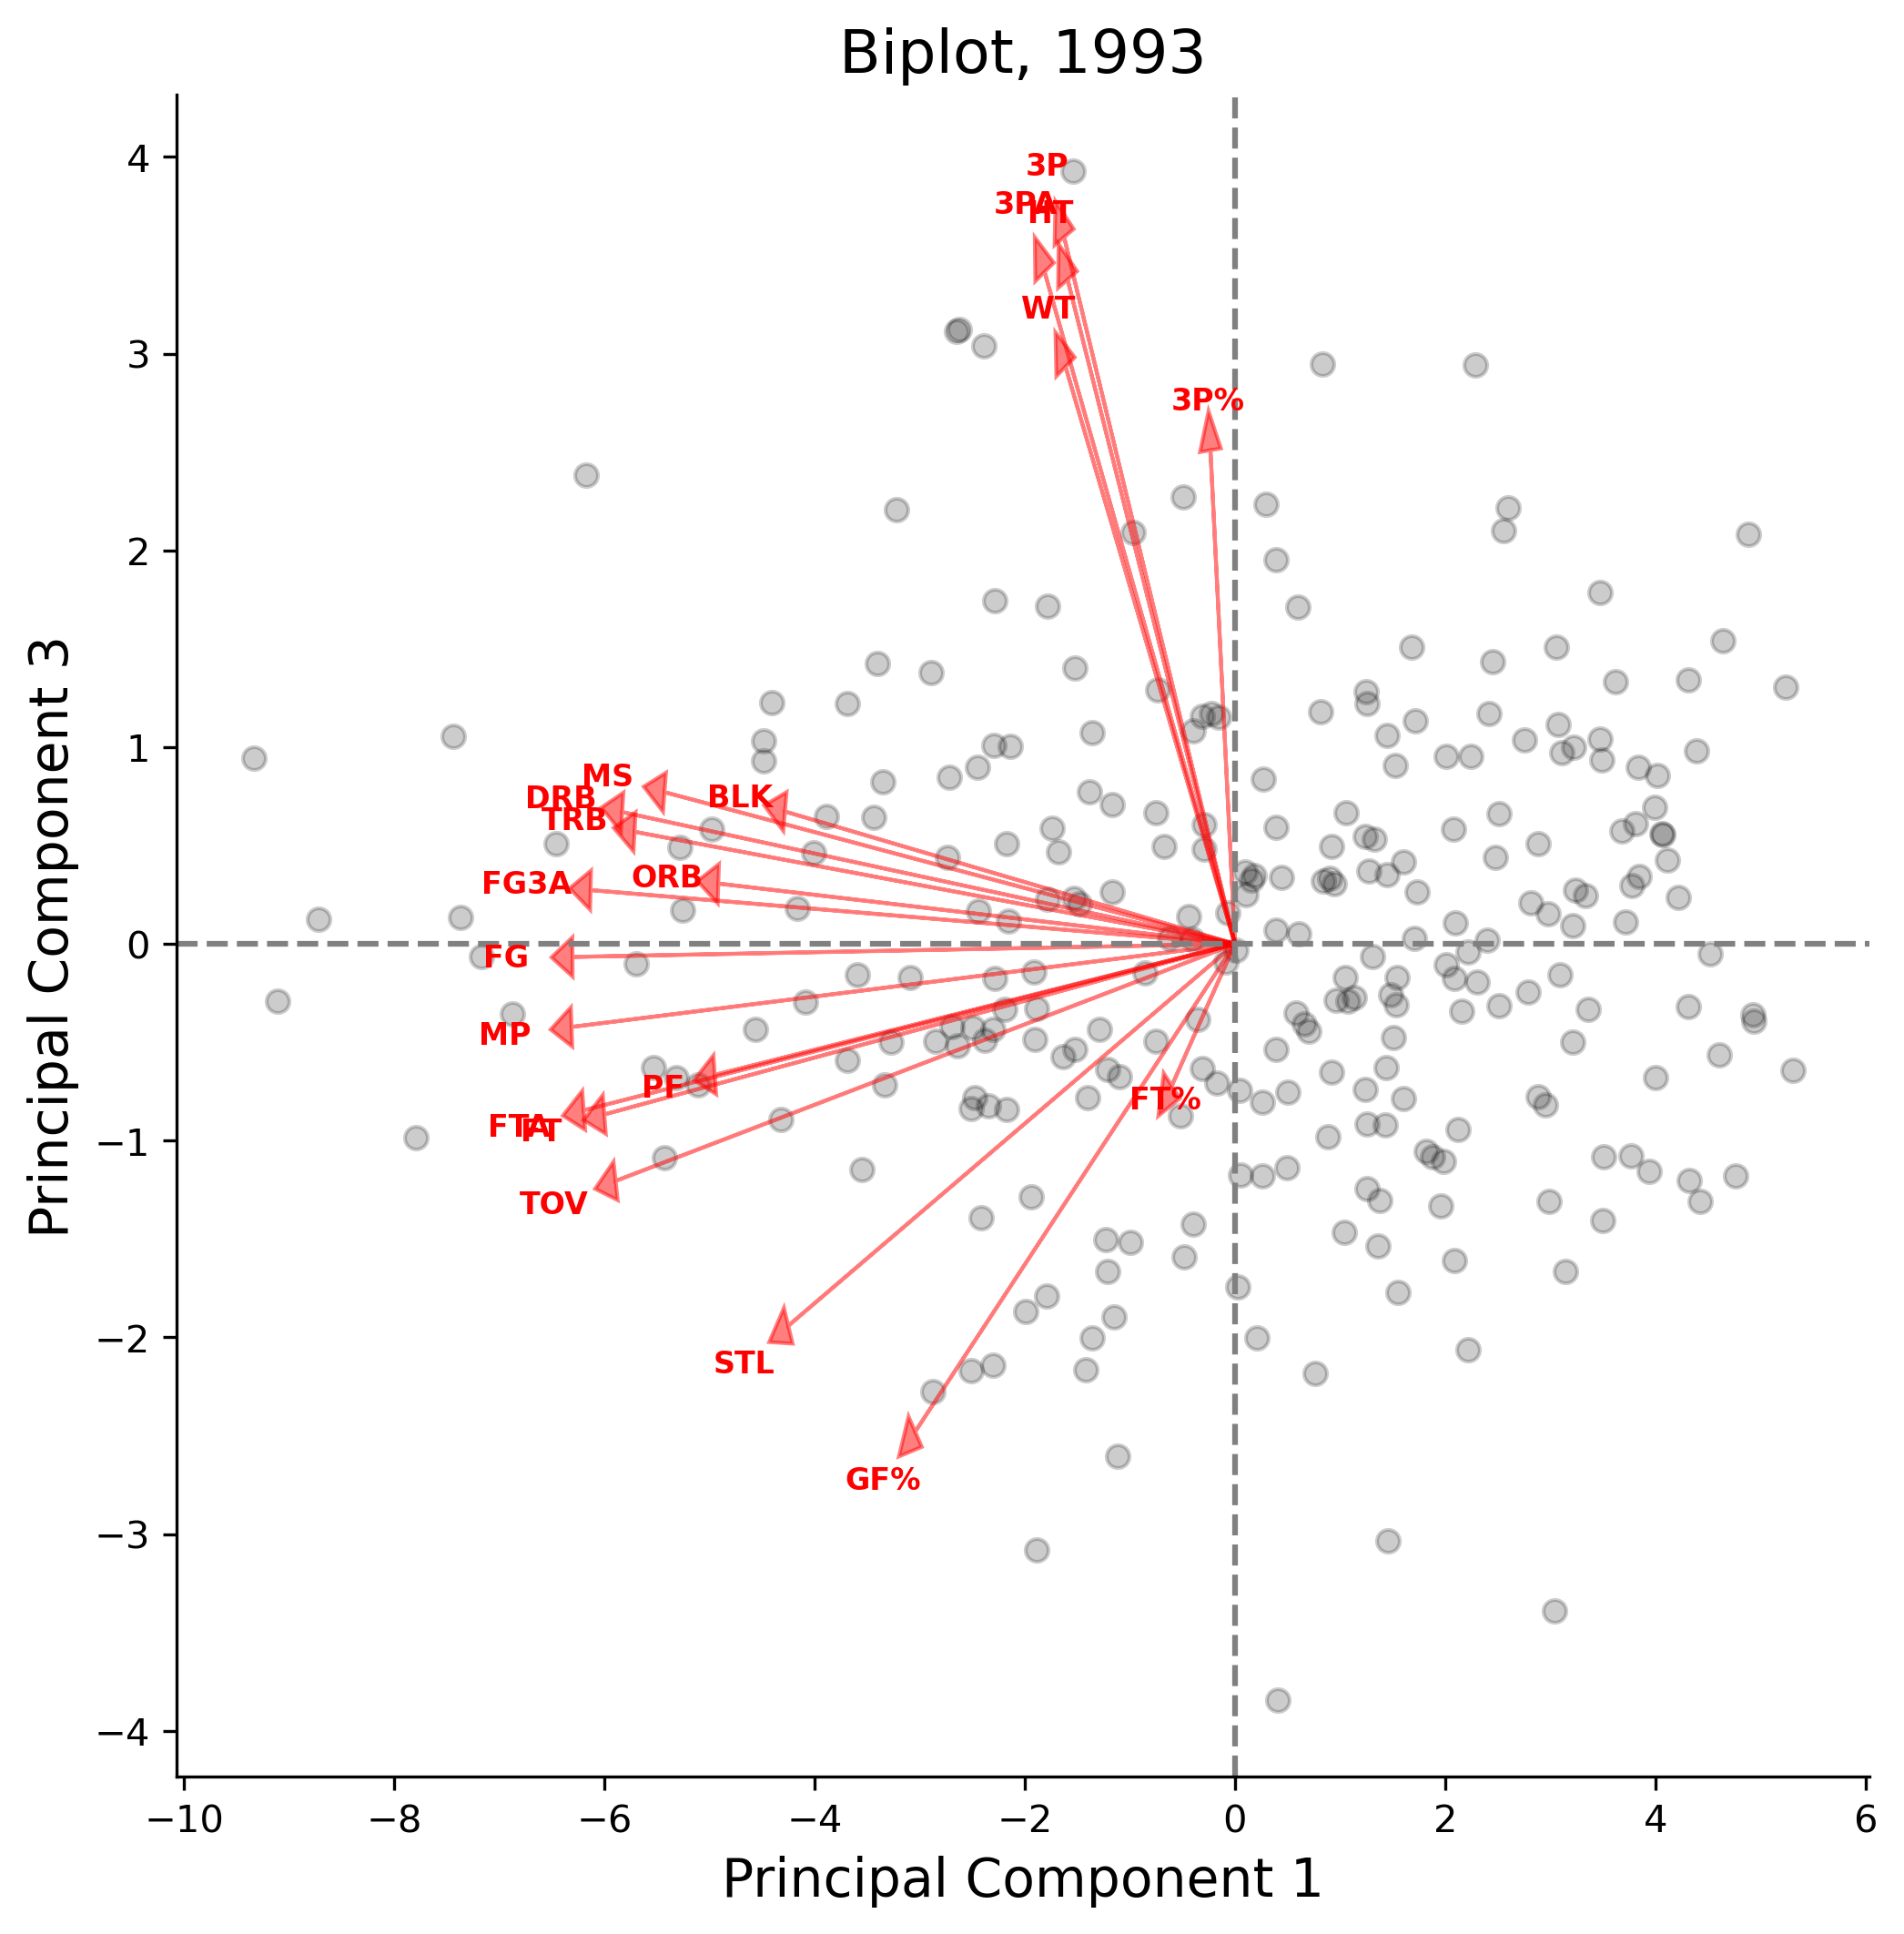 Biplot, 1993
Principal Component 3
4
3
2
1
0
−1
−2
−3
−4
3P
3PA
HT
WT
3P%
MS
BLK
DRB
TRB
ORB
FG3A
FG
MP
PF
FT%
FTA
FT
TOV
STL
GF%
−10 −8 −6 −4 −2 0 2 4 6
Principal Component 1